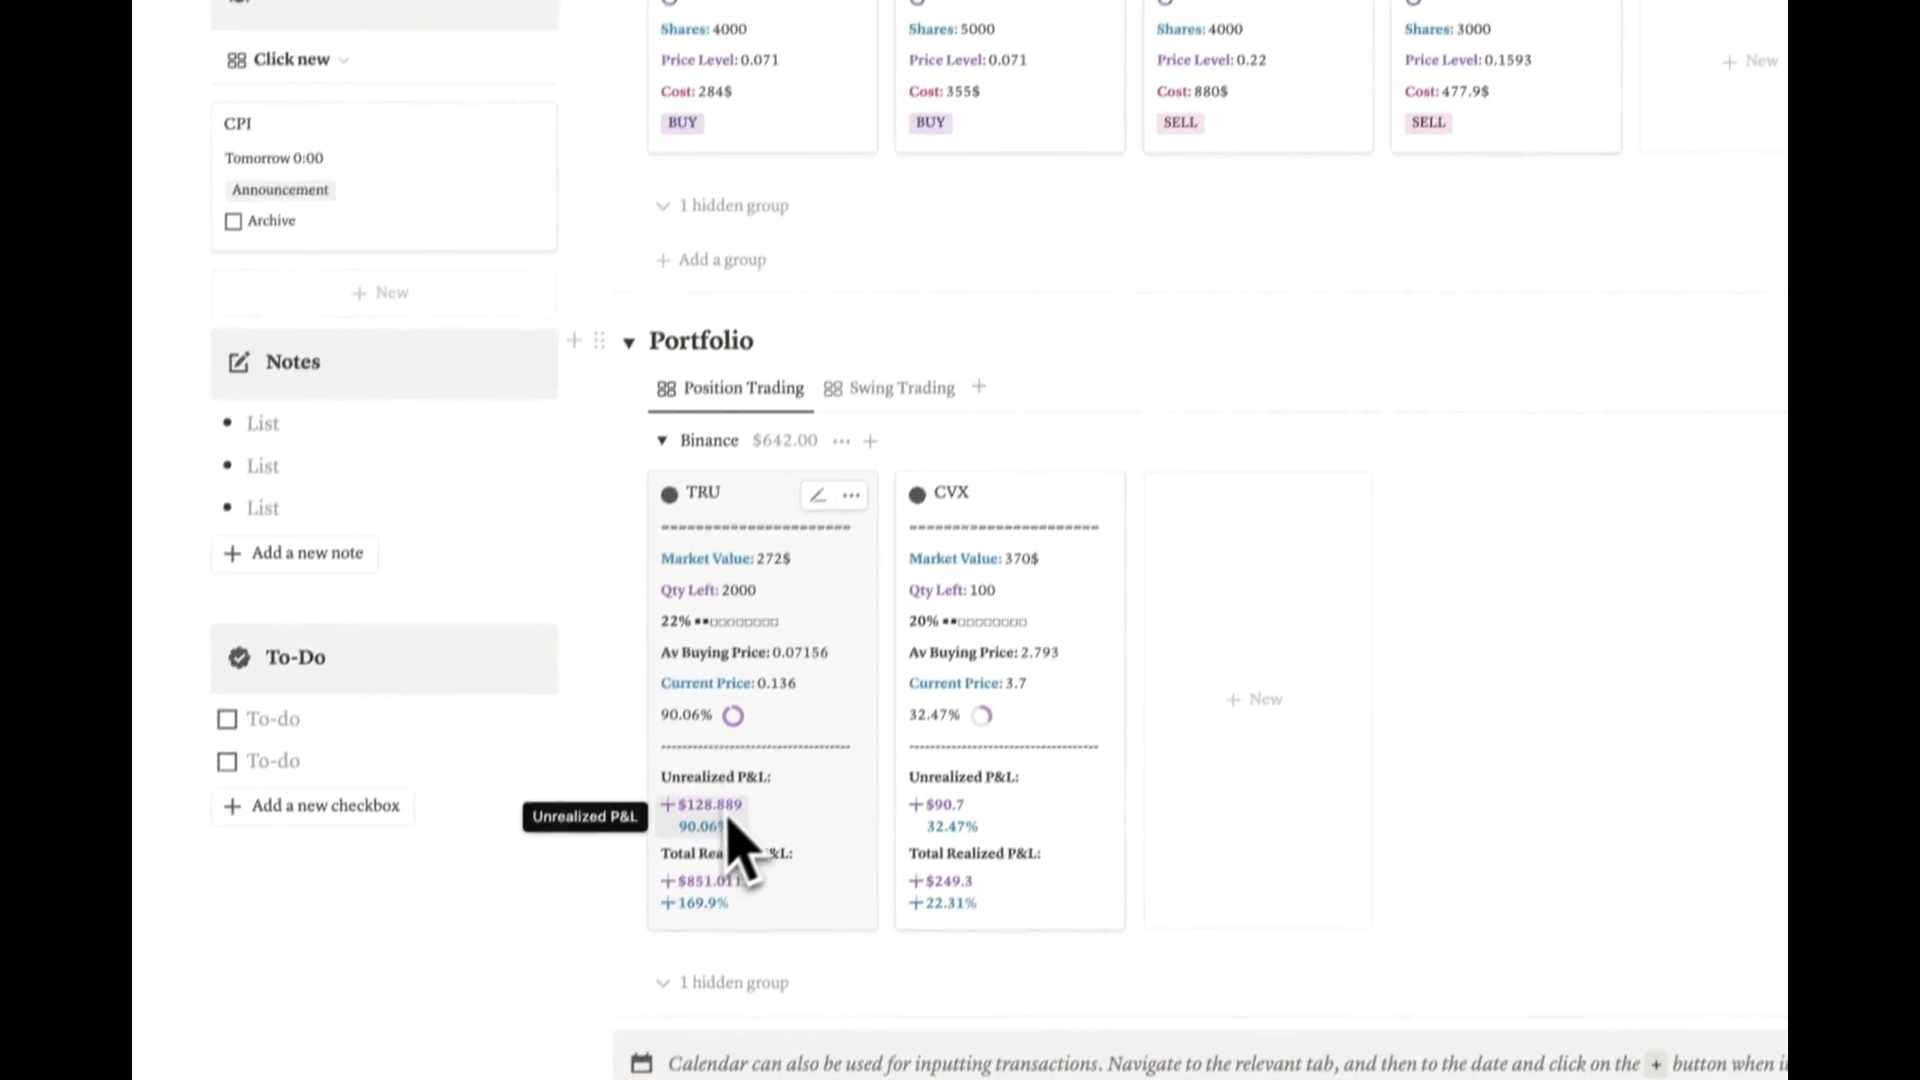 Click new
CPI
Tomorrow 0:00
Announcement
Archive
+ New
Notes
List
List
List
+ Add a new note
To-Do
To-do
To-do
+ Add a new checkbox
Shares: 4000
Price Level: 0.071
Cost: 284$
BUY
Shares: 5000
Price Level: 0.071
Cost: 355$
BUY
Shares: 4000
Price Level: 0.22
Cost: 880$
SELL
Shares: 3000
Price Level: 0.1593
Cost: 477.9$
SELL
+ New
1 hidden group
+ Add a group
Portfolio
Position Trading Swing Trading +
Binance $642.00 ... +
TRU
Market Value: 272$
Qty Left: 2000
22%
Av Buying Price: 0.07156
Current Price: 0.136
90.06%
Unrealized P&L:
+$128.889
90.06
Unrealized P&L
Total &L:
+$851.011
+169.9%
CVX
Market Value: 370$
Qty Left: 100
20%
Av Buying Price: 2.793
Current Price: 3.7
32.47%
Unrealized P&L:
+$90.7
32.47%
Total Realized P&L:
+$249.3
+22.31%
+ New
1 hidden group
Calendar can also be used for inputting transactions. Navigate to the relevant tab, and then to the date and click on the + button when